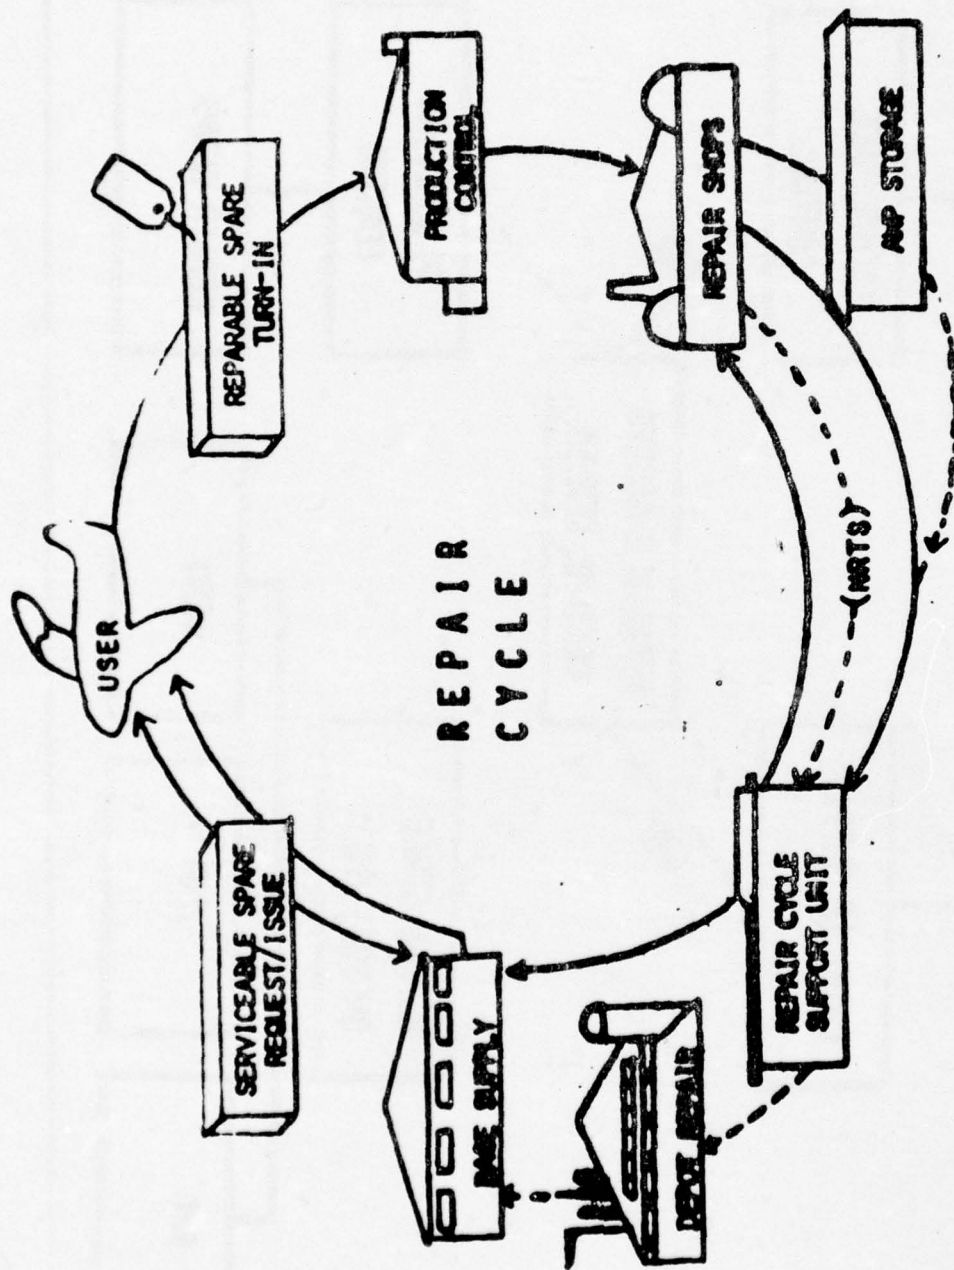 USER
REPARABLE SPARE
TURN-IN
PRODUCTION
CONTROL
REPAIR SHOPS
AWP STORAGE
(NRTS)
REPAIR CYCLE
SUPPORT UNIT
DEPOT REPAIR
BASE SUPPLY
SERVICEABLE SPARE
REQUEST/ISSUE
REPAIR
CYCLE